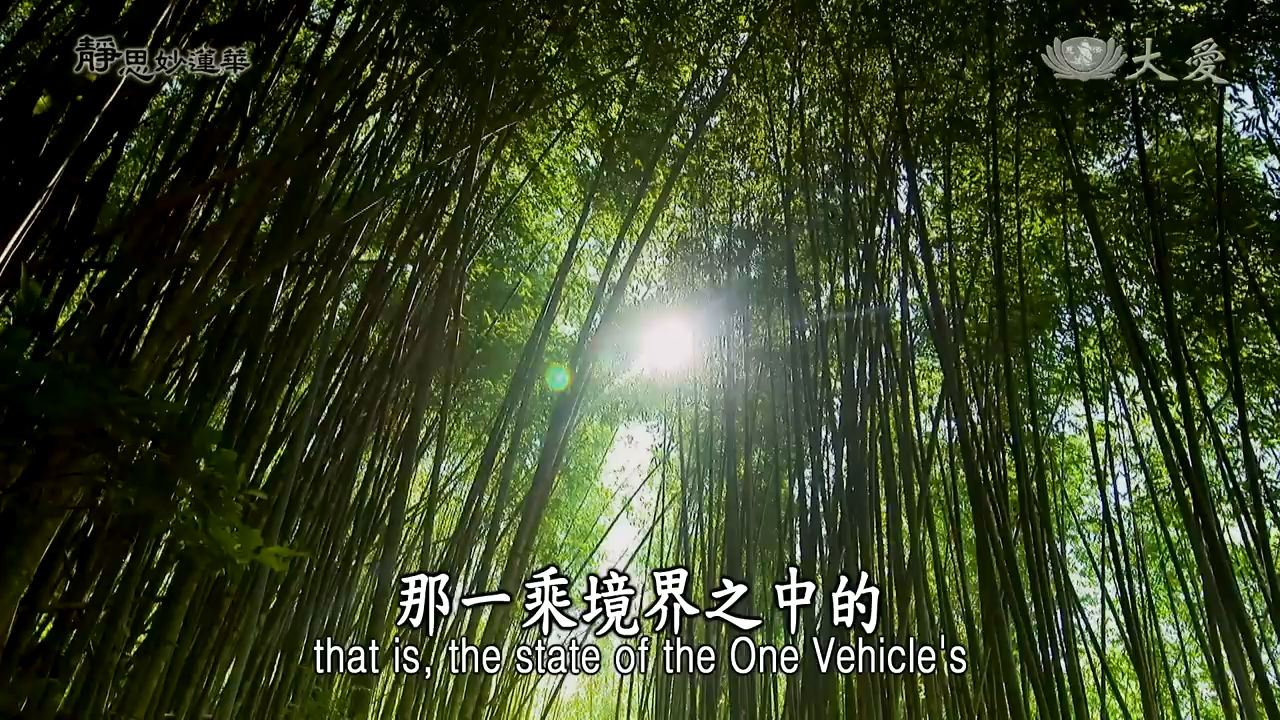 靜思妙蓮華
大愛
那一乘境界之中的
that is, the state of the One Vehicle's